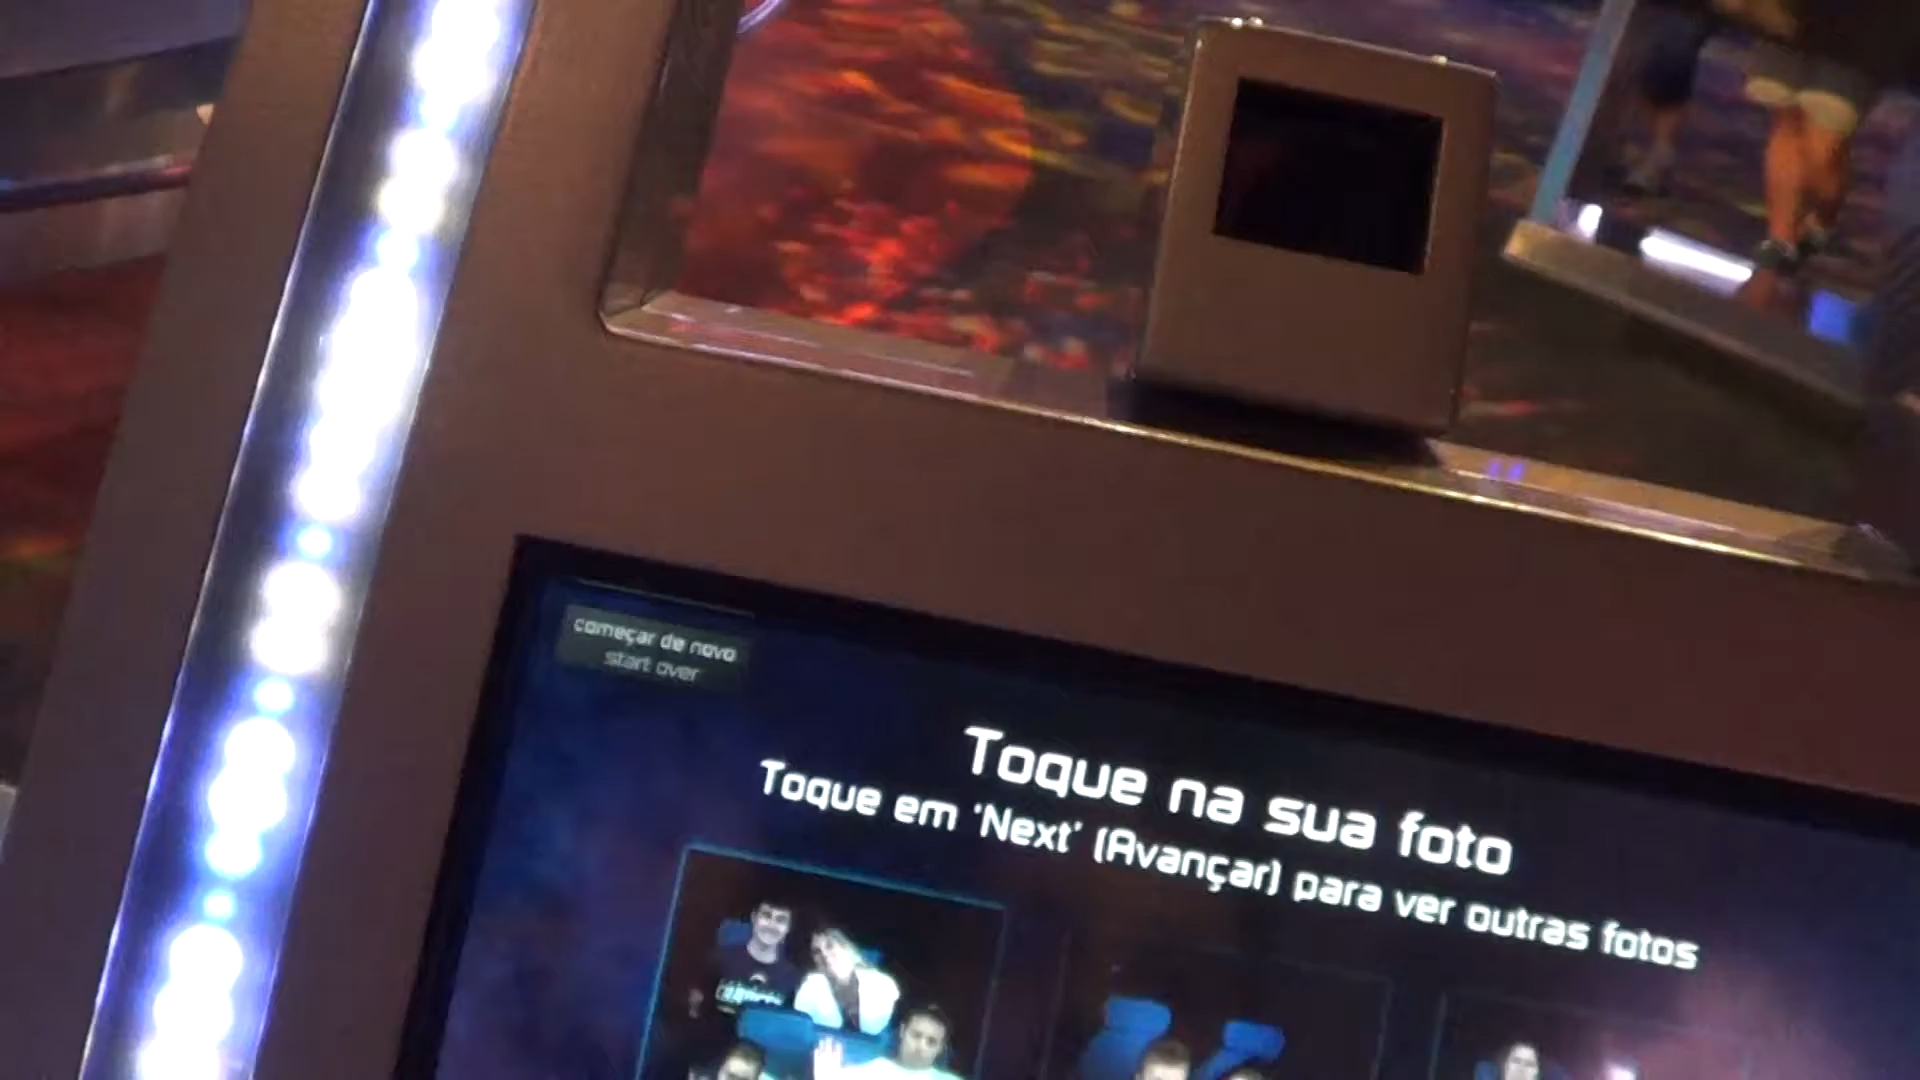 começar de novo
start over
Toque na sua foto
Toque em 'Next' (Avançar) para ver outras fotos